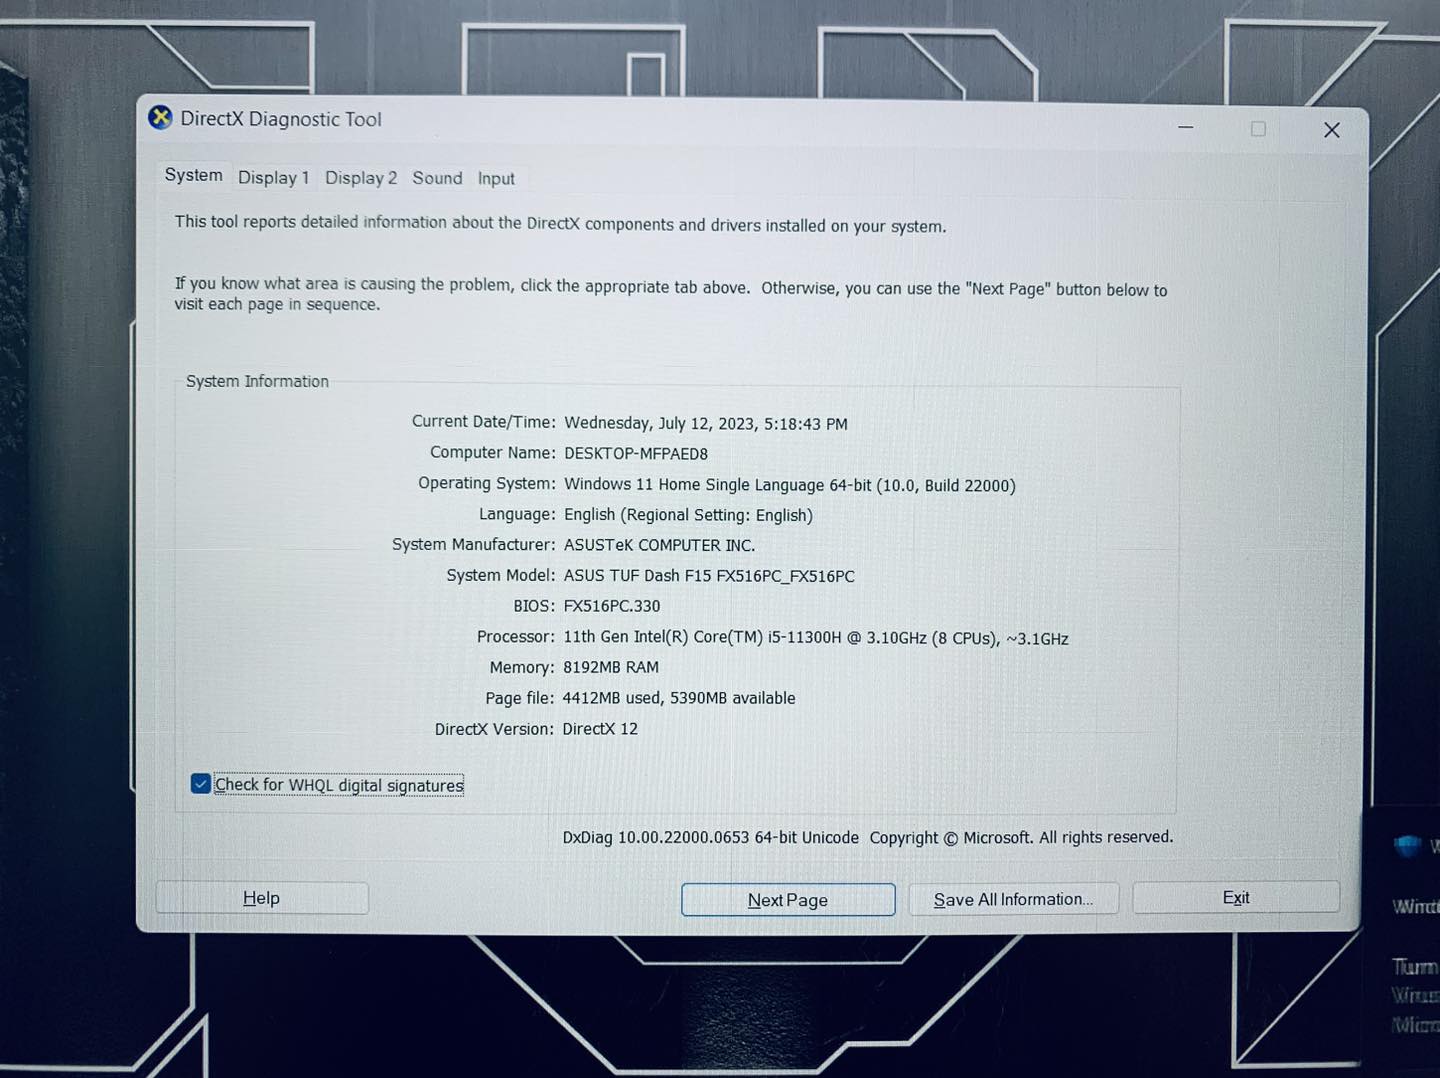 DirectX Diagnostic Tool
System Display 1 Display 2 Sound Input
This tool reports detailed information about the DirectX components and drivers installed on your system.
If you know what area is causing the problem, click the appropriate tab above. Otherwise, you can use the "Next Page" button below to
visit each page in sequence.
System Information
Current Date/Time: Wednesday, July 12, 2023, 5:18:43 PM
Computer Name: DESKTOP-MFPAED8
Operating System: Windows 11 Home Single Language 64-bit (10.0, Build 22000)
Language: English (Regional Setting: English)
System Manufacturer: ASUSTeK COMPUTER INC.
System Model: ASUS TUF Dash F15 FX516PC_FX516PC
BIOS: FX516PC.330
Processor: 11th Gen Intel(R) Core(TM) i5-11300H @ 3.10GHz (8 CPUs), ~3.1GHz
Memory: 8192MB RAM
Page file: 4412MB used, 5390MB available
DirectX Version: DirectX 12
Check for WHQL digital signatures
DxDiag 10.00.22000.0653 64-bit Unicode Copyright © Microsoft. All rights reserved.
Help Next Page Save All Information... Exit
Turn